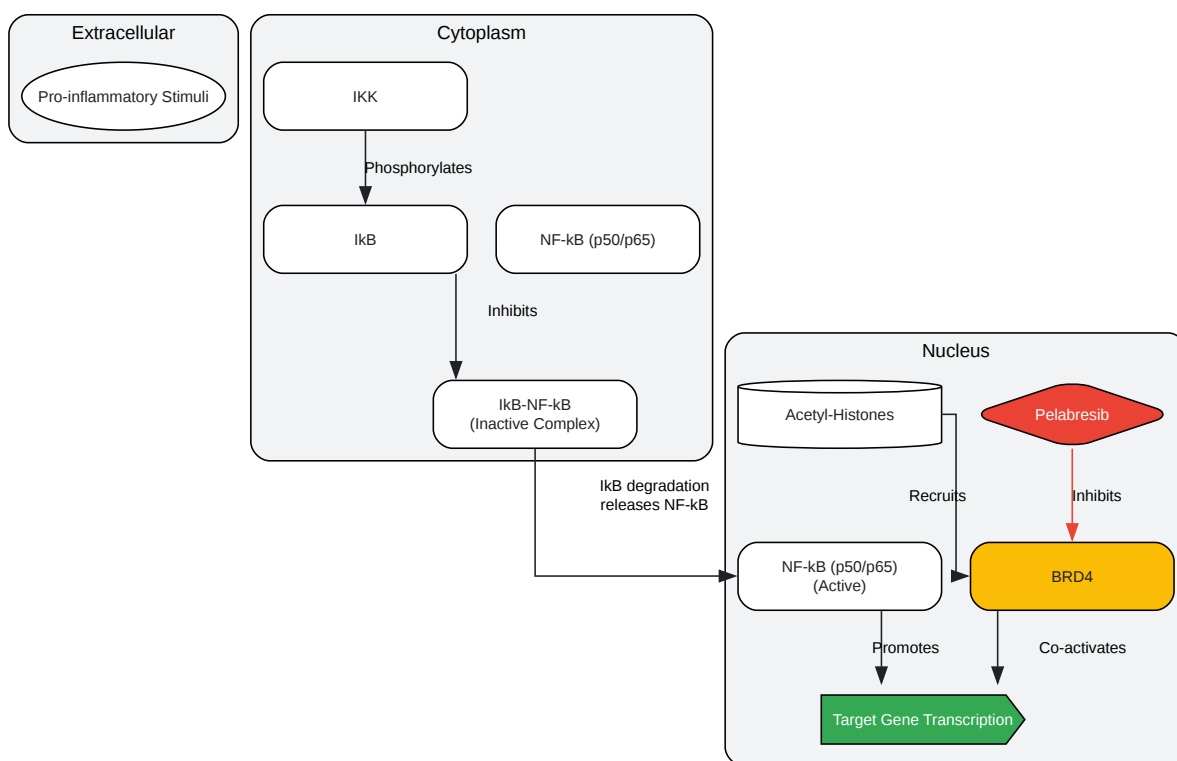 Extracellular
Pro-inflammatory Stimuli
Cytoplasm
IKK
Phosphorylates
IkB
NF-kB (p50/p65)
Inhibits
IkB-NF-kB
(Inactive Complex)
IkB degradation
releases NF-kB
Nucleus
Acetyl-Histones
Pelabresib
Recruits
Inhibits
NF-kB (p50/p65)
(Active)
BRD4
Promotes
Co-activates
Target Gene Transcription